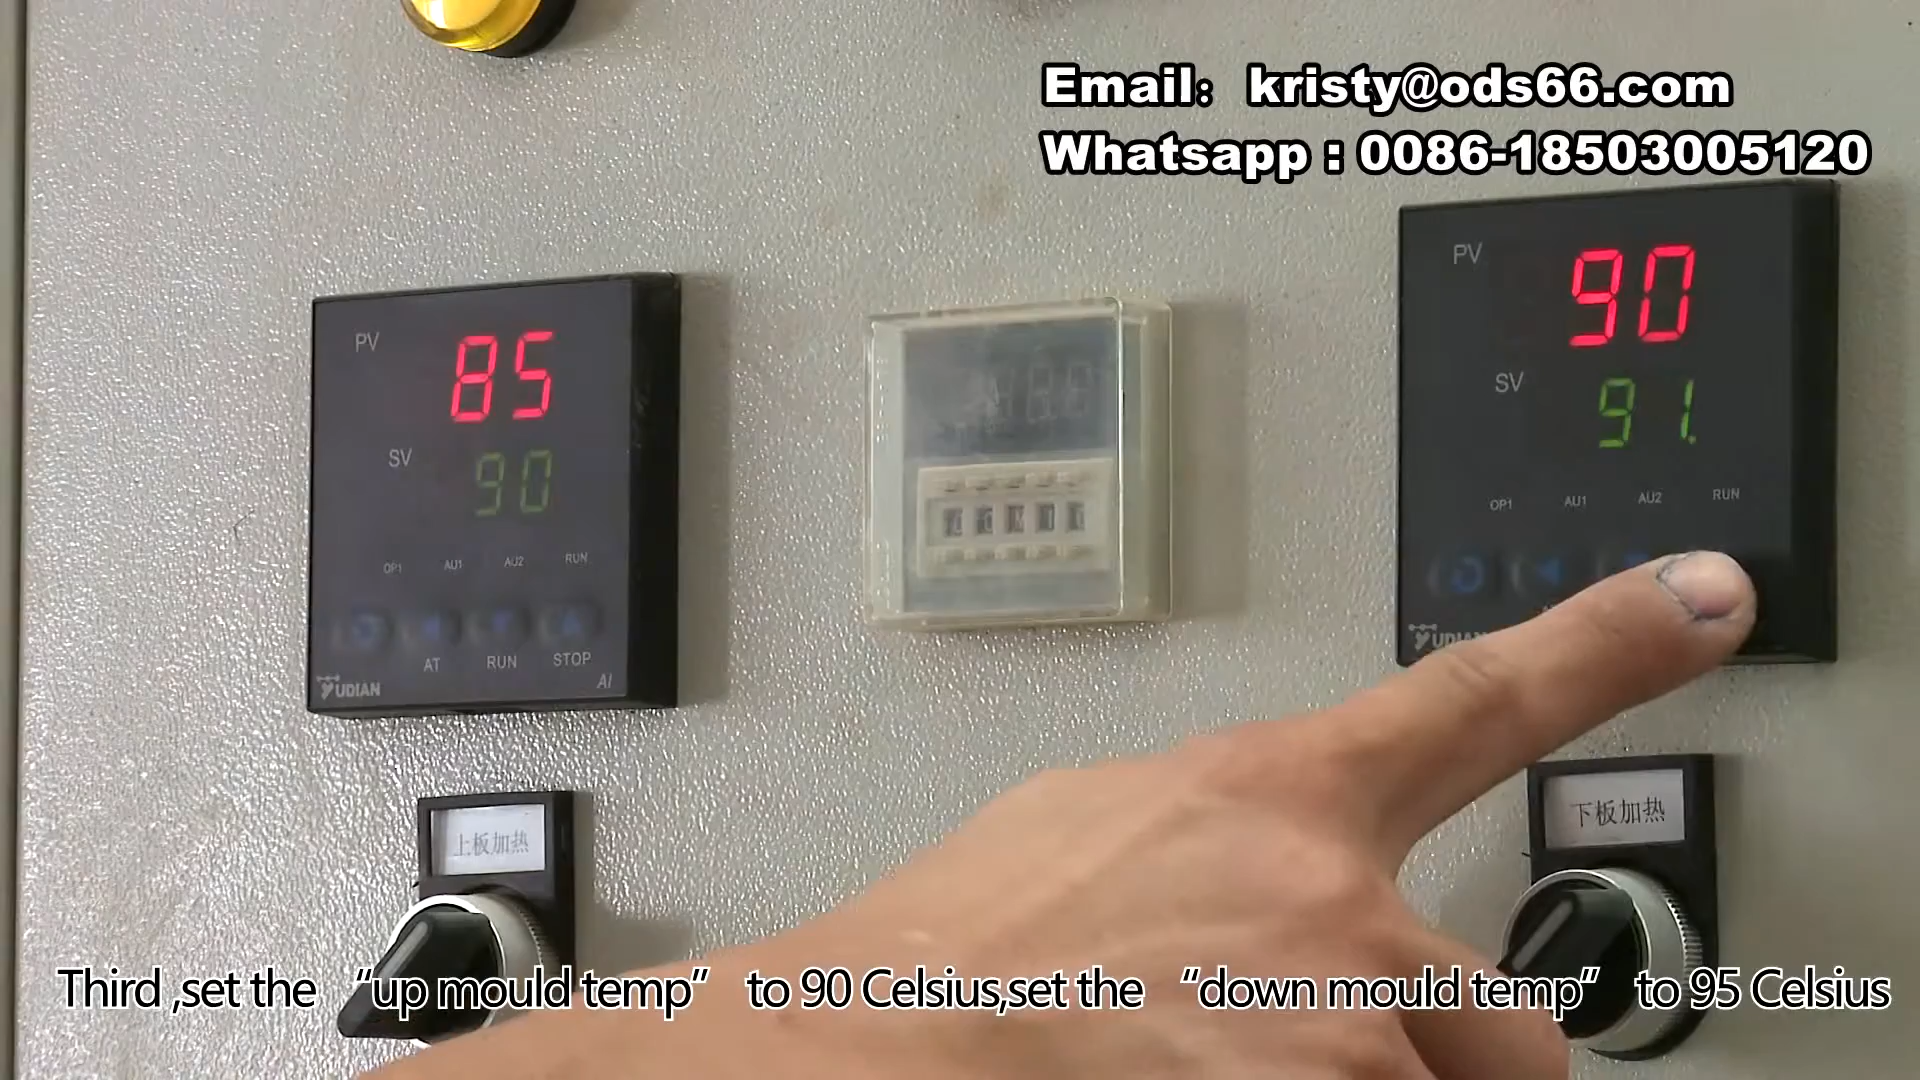 Email： kristy@ods66.com
Whatsapp : 0086-18503005120
PV
90
SV
91.
OP1 AU1 AU2 RUN
YUDIAN
PV
85
SV
90
OP1 AU1 AU2 RUN
AT RUN STOP
YUDIAN AI
上板加热
下板加热
Third ,set the “up mould temp” to 90 Celsius,set the “down mould temp” to 95 Celsius